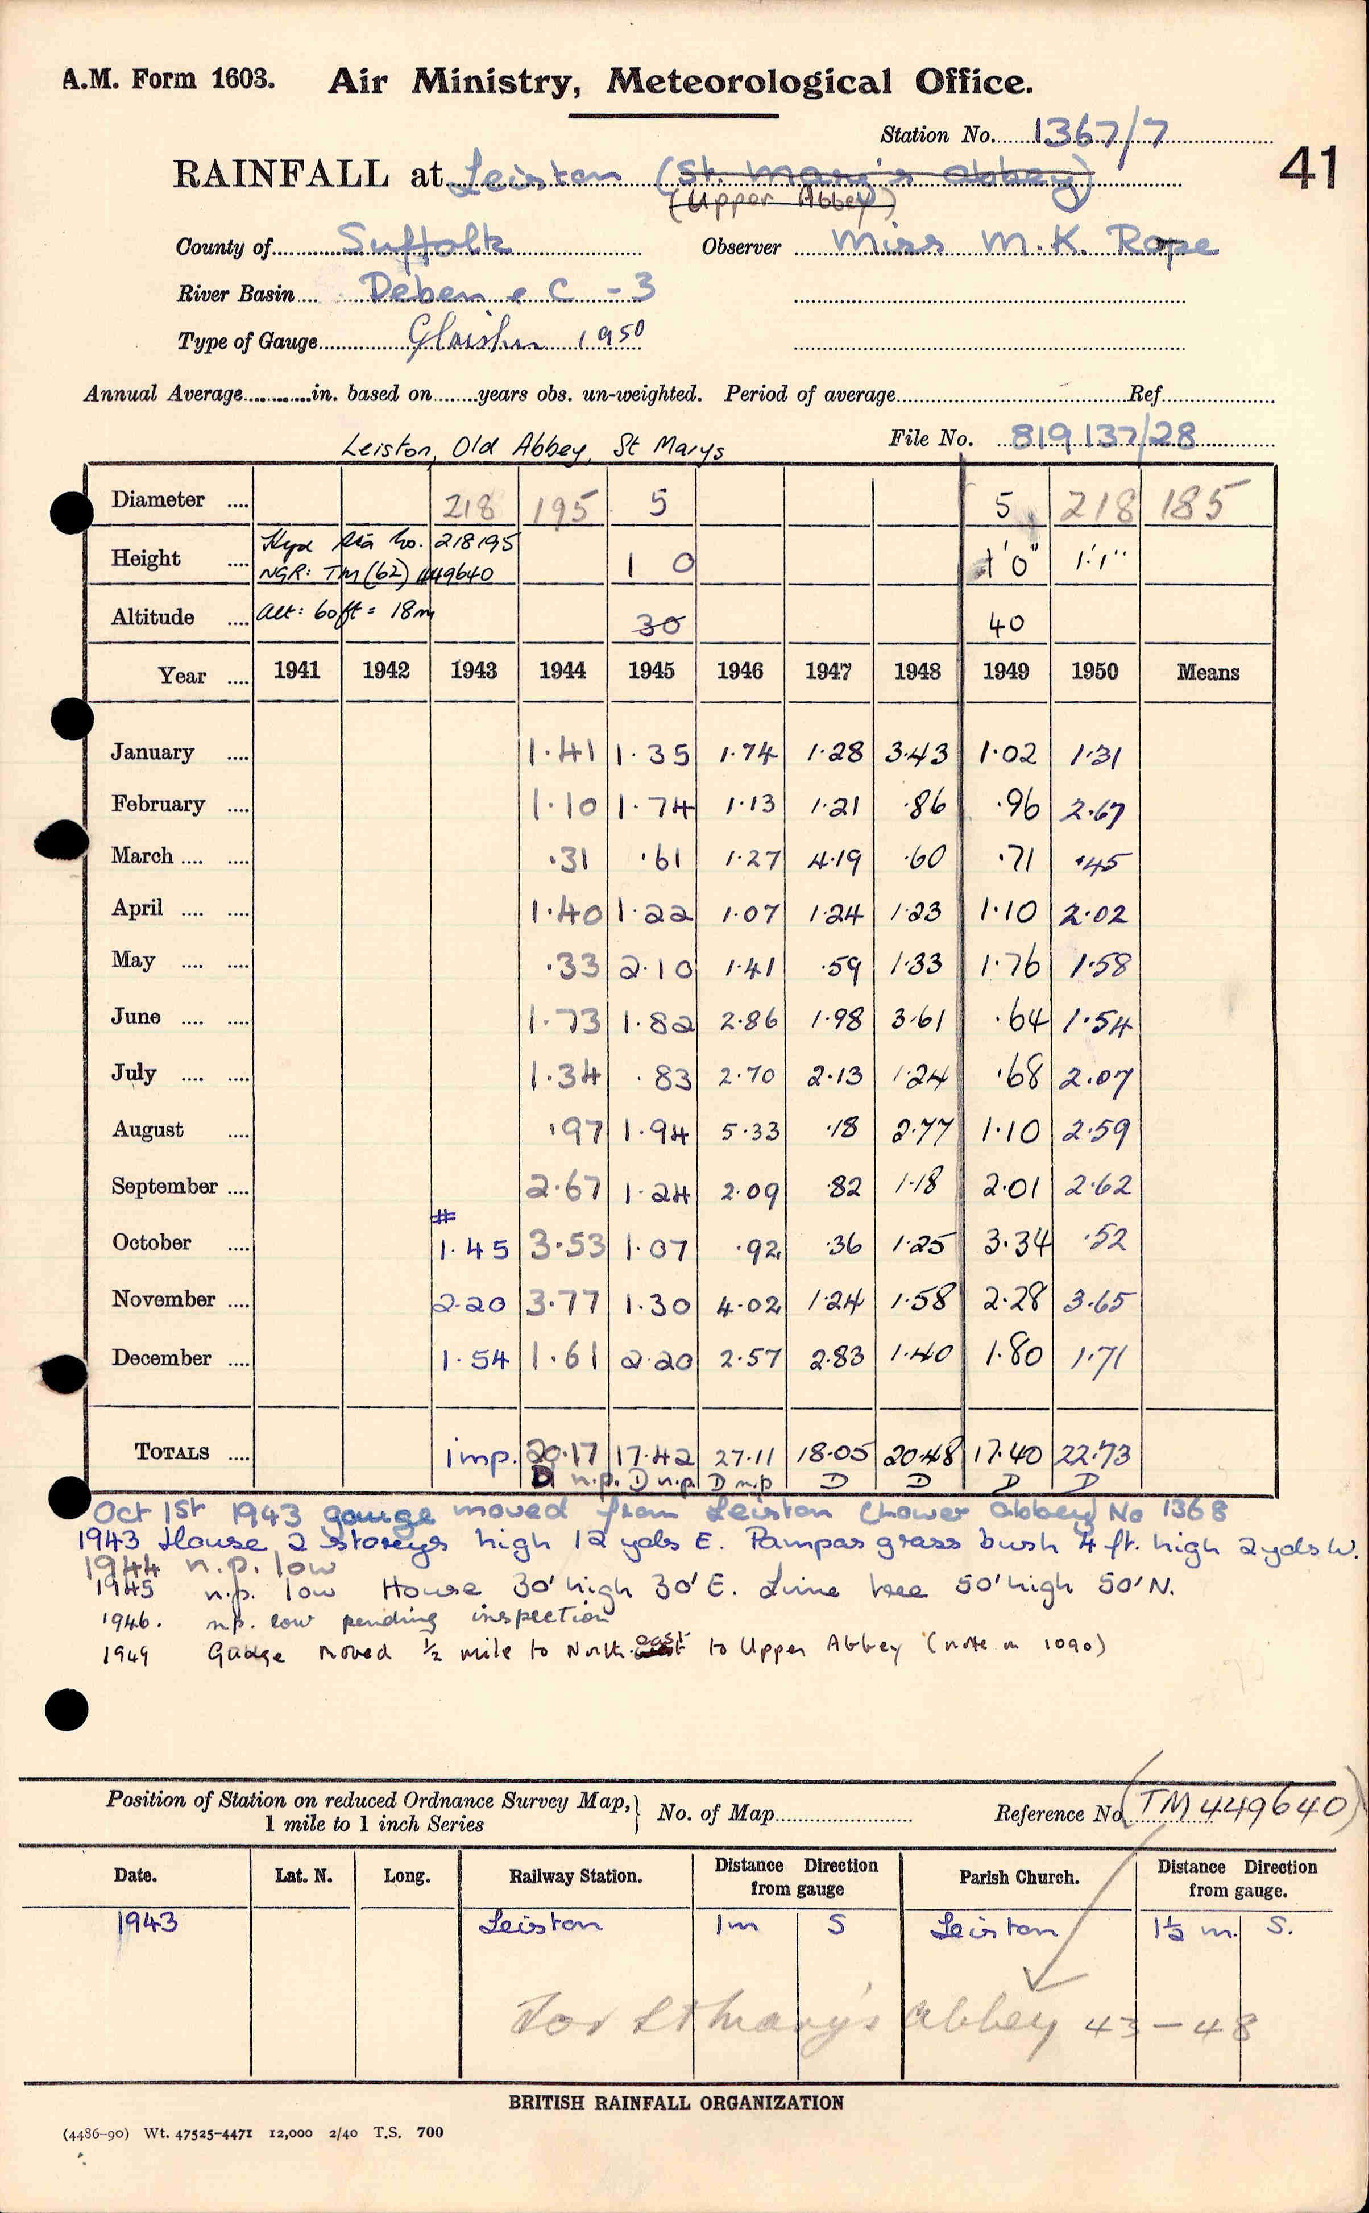 A.M. Form 1603. Air Ministry, Meteorological Office.
Station No. 1367/7
41
RAINFALL at Leiston (St. Mary's Abbey)
(Upper Abbey)
County of Suffolk Observer Miss M.K. Rope
River Basin Deben & C - 3
Type of Gauge Glaisher 1950
Annual Average in. based on years obs. un-weighted. Period of average Ref.
File No. 819137/28
Leiston, Old Abbey, St Marys
Diameter 218 195 5 5 218 185
Height Hyd Sta No. 218195 1 0 1'0" 1'.1"
NGR: TM (62) 449640
Altitude Alt: 60ft = 18m 30 40
Year 1941 1942 1943 1944 1945 1946 1947 1948 1949 1950 Means
January 1.41 1.35 1.74 1.28 3.43 1.02 1.31
February 1.10 1.74 1.13 1.21 .86 .96 2.67
March .31 .61 1.27 4.19 .60 .71 .45
April 1.40 1.22 1.07 1.24 1.23 1.10 2.02
May .33 2.10 1.41 .59 1.33 1.76 1.58
June 1.73 1.82 2.86 1.98 3.61 .64 1.54
July 1.34 .83 2.70 2.13 1.24 .68 2.07
August .97 1.94 5.33 .18 2.77 1.10 2.59
September 2.67 1.24 2.09 .82 1.18 2.01 2.62
#
October 1.45 3.53 1.07 .92 .36 1.25 3.34 .52
November 2.20 3.77 1.30 4.02 1.24 1.58 2.28 3.65
December 1.54 1.61 2.20 2.57 2.83 1.40 1.80 1.71
TOTALS imp. 20.17 17.42 27.11 18.05 20.48 17.40 22.73
D n.p. D n.p. D n.p D D D D
Oct 1st 1943 gauge moved from Leiston (Lower Abbey) No 1368
1943 House 2 storeys high 12 yds E. Pampas grass bush 4 ft. high 2 yds W.
1944 n.p. low
1945 n.p. low House 30' high 30' E. Lime tree 50' high 50' N.
1946. n.p. low pending inspection
1949 Gauge moved 1/2 mile to North east to Upper Abbey (note in 1090)
Position of Station on reduced Ordnance Survey Map, 1 mile to 1 inch Series } No. of Map Reference No. (TM 449640)
Date. Lat. N. Long. Railway Station. Distance Direction from gauge Parish Church. Distance Direction from gauge.
1943 Leiston 1m S Leiston 1½ m. S.
For St Mary's Abbey 43-48
BRITISH RAINFALL ORGANIZATION
(4486-90) Wt. 47525-4471 12,000 2/40 T.S. 700